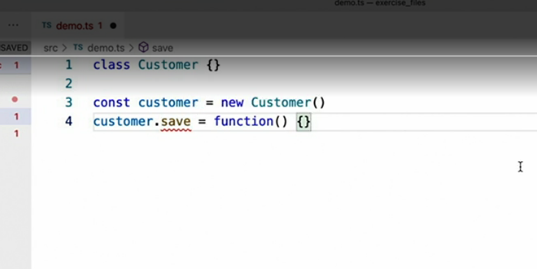 demo.ts — exercise_files
... TS demo.ts 1 ●
SAVED src > TS demo.ts > save
1 1 class Customer {}
2
3 const customer = new Customer()
1 4 customer.save = function() {}
1